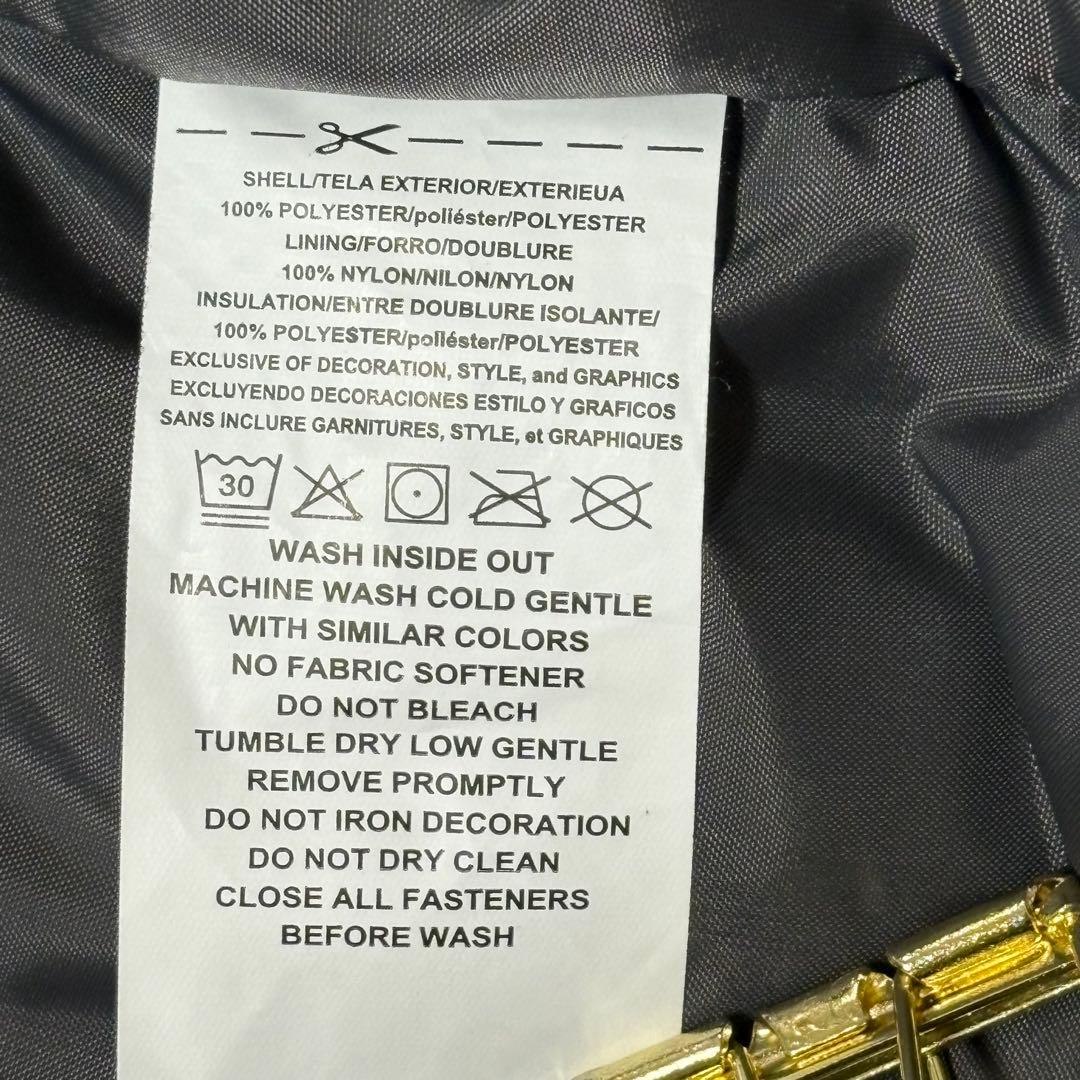 SHELL/TELA EXTERIOR/EXTERIEUA
100% POLYESTER/poliéster/POLYESTER
LINING/FORRO/DOUBLURE
100% NYLON/NILON/NYLON
INSULATION/ENTRE DOUBLURE ISOLANTE/
100% POLYESTER/poliéster/POLYESTER
EXCLUSIVE OF DECORATION, STYLE, and GRAPHICS
EXCLUYENDO DECORACIONES ESTILO Y GRAFICOS
SANS INCLURE GARNITURES, STYLE, et GRAPHIQUES
30
WASH INSIDE OUT
MACHINE WASH COLD GENTLE
WITH SIMILAR COLORS
NO FABRIC SOFTENER
DO NOT BLEACH
TUMBLE DRY LOW GENTLE
REMOVE PROMPTLY
DO NOT IRON DECORATION
DO NOT DRY CLEAN
CLOSE ALL FASTENERS
BEFORE WASH